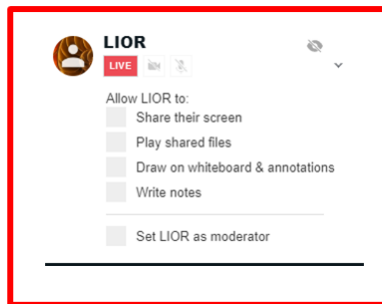 LIOR
LIVE
Allow LIOR to:
Share their screen
Play shared files
Draw on whiteboard & annotations
Write notes
Set LIOR as moderator